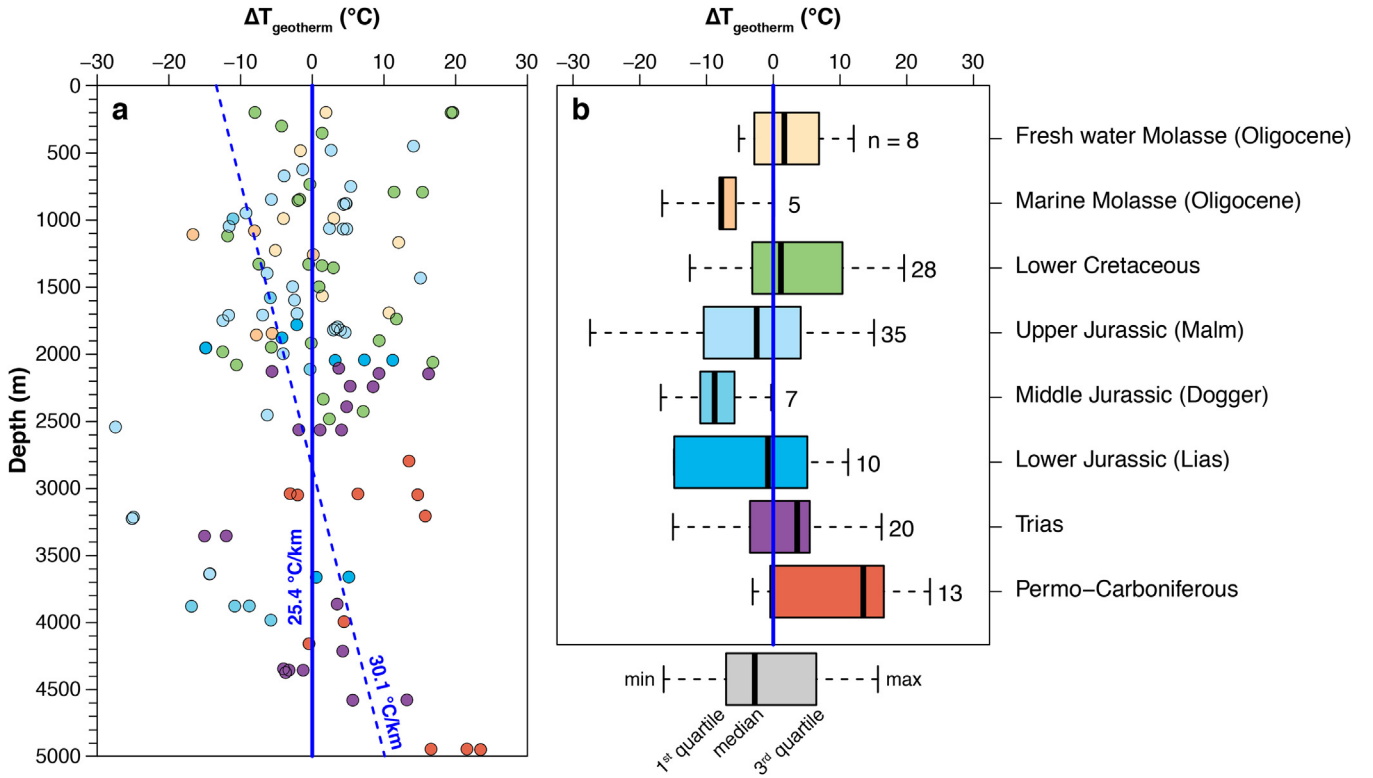 ΔTgeotherm (°C)
−30 −20 −10 0 10 20 30
a
0
500
1000
1500
2000
2500
3000
3500
4000
4500
5000
Depth (m)
25.4 °C/km
30.1 °C/km
ΔTgeotherm (°C)
−30 −20 −10 0 10 20 30
b
n = 8 Fresh water Molasse (Oligocene)
5 Marine Molasse (Oligocene)
28 Lower Cretaceous
35 Upper Jurassic (Malm)
7 Middle Jurassic (Dogger)
10 Lower Jurassic (Lias)
20 Trias
13 Permo−Carboniferous
min max
1st quartile
median
3rd quartile